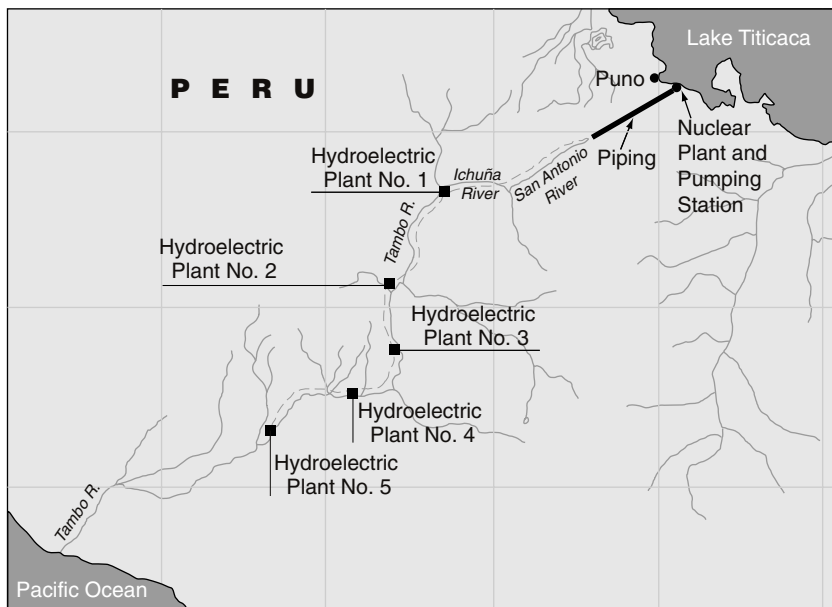 Lake Titicaca
PERU
Puno
Nuclear
Plant and
Pumping
Station
Piping
Hydroelectric
Plant No. 1
Ichuña
River
San Antonio
River
Tambo R.
Hydroelectric
Plant No. 2
Hydroelectric
Plant No. 3
Hydroelectric
Plant No. 4
Hydroelectric
Plant No. 5
Tambo R.
Pacific Ocean